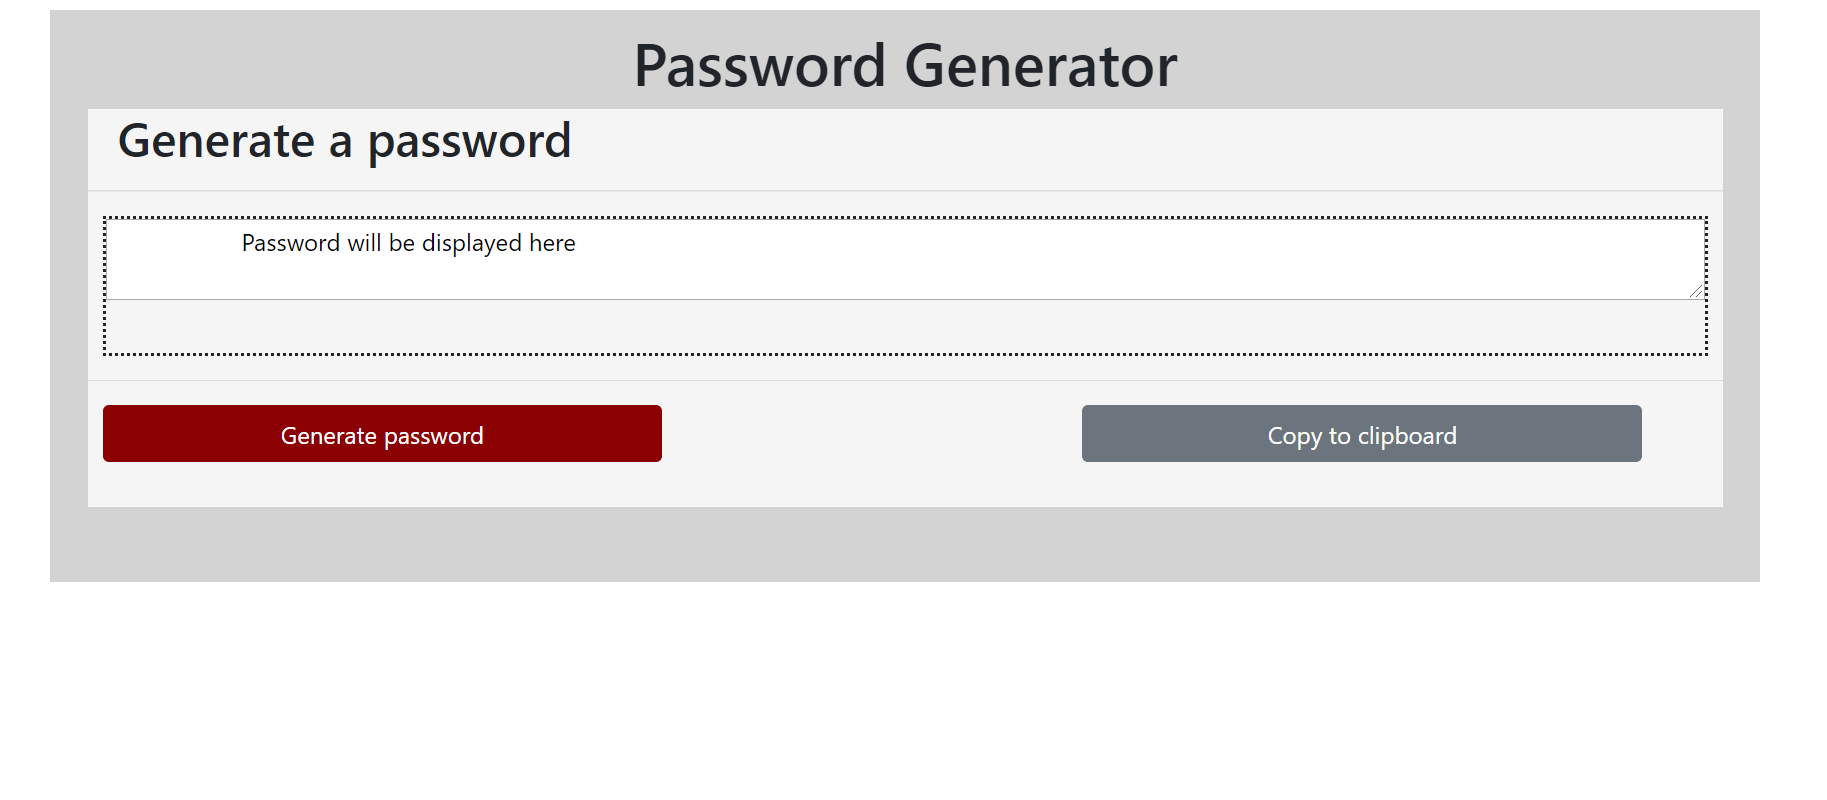 Password Generator
Generate a password
Password will be displayed here
Generate password
Copy to clipboard